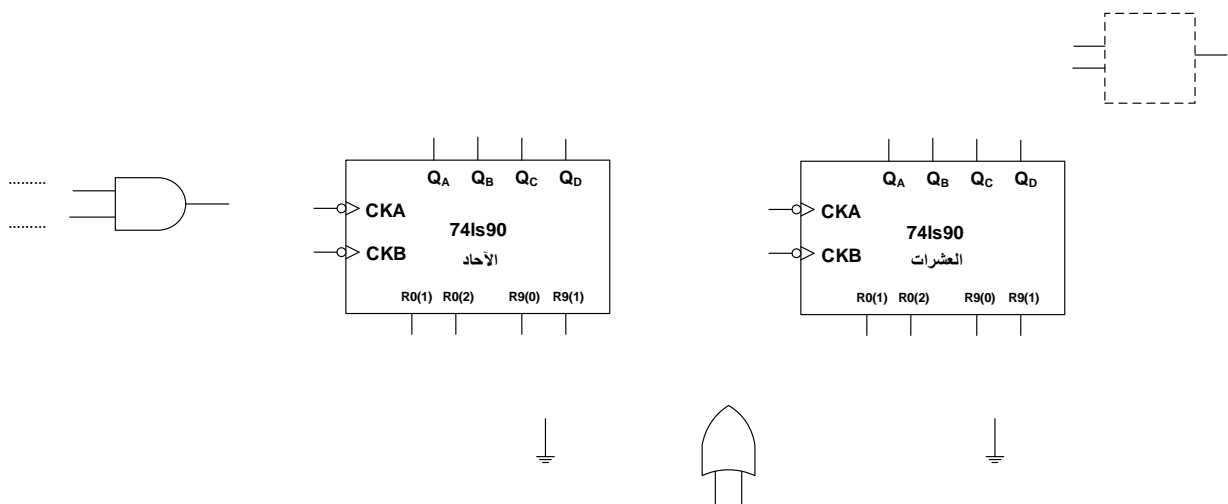 .........
.........
QA QB QC QD
CKA
74ls90
CKB
الآحاد
R0(1) R0(2) R9(0) R9(1)
QA QB QC QD
CKA
74ls90
CKB
العشرات
R0(1) R0(2) R9(0) R9(1)